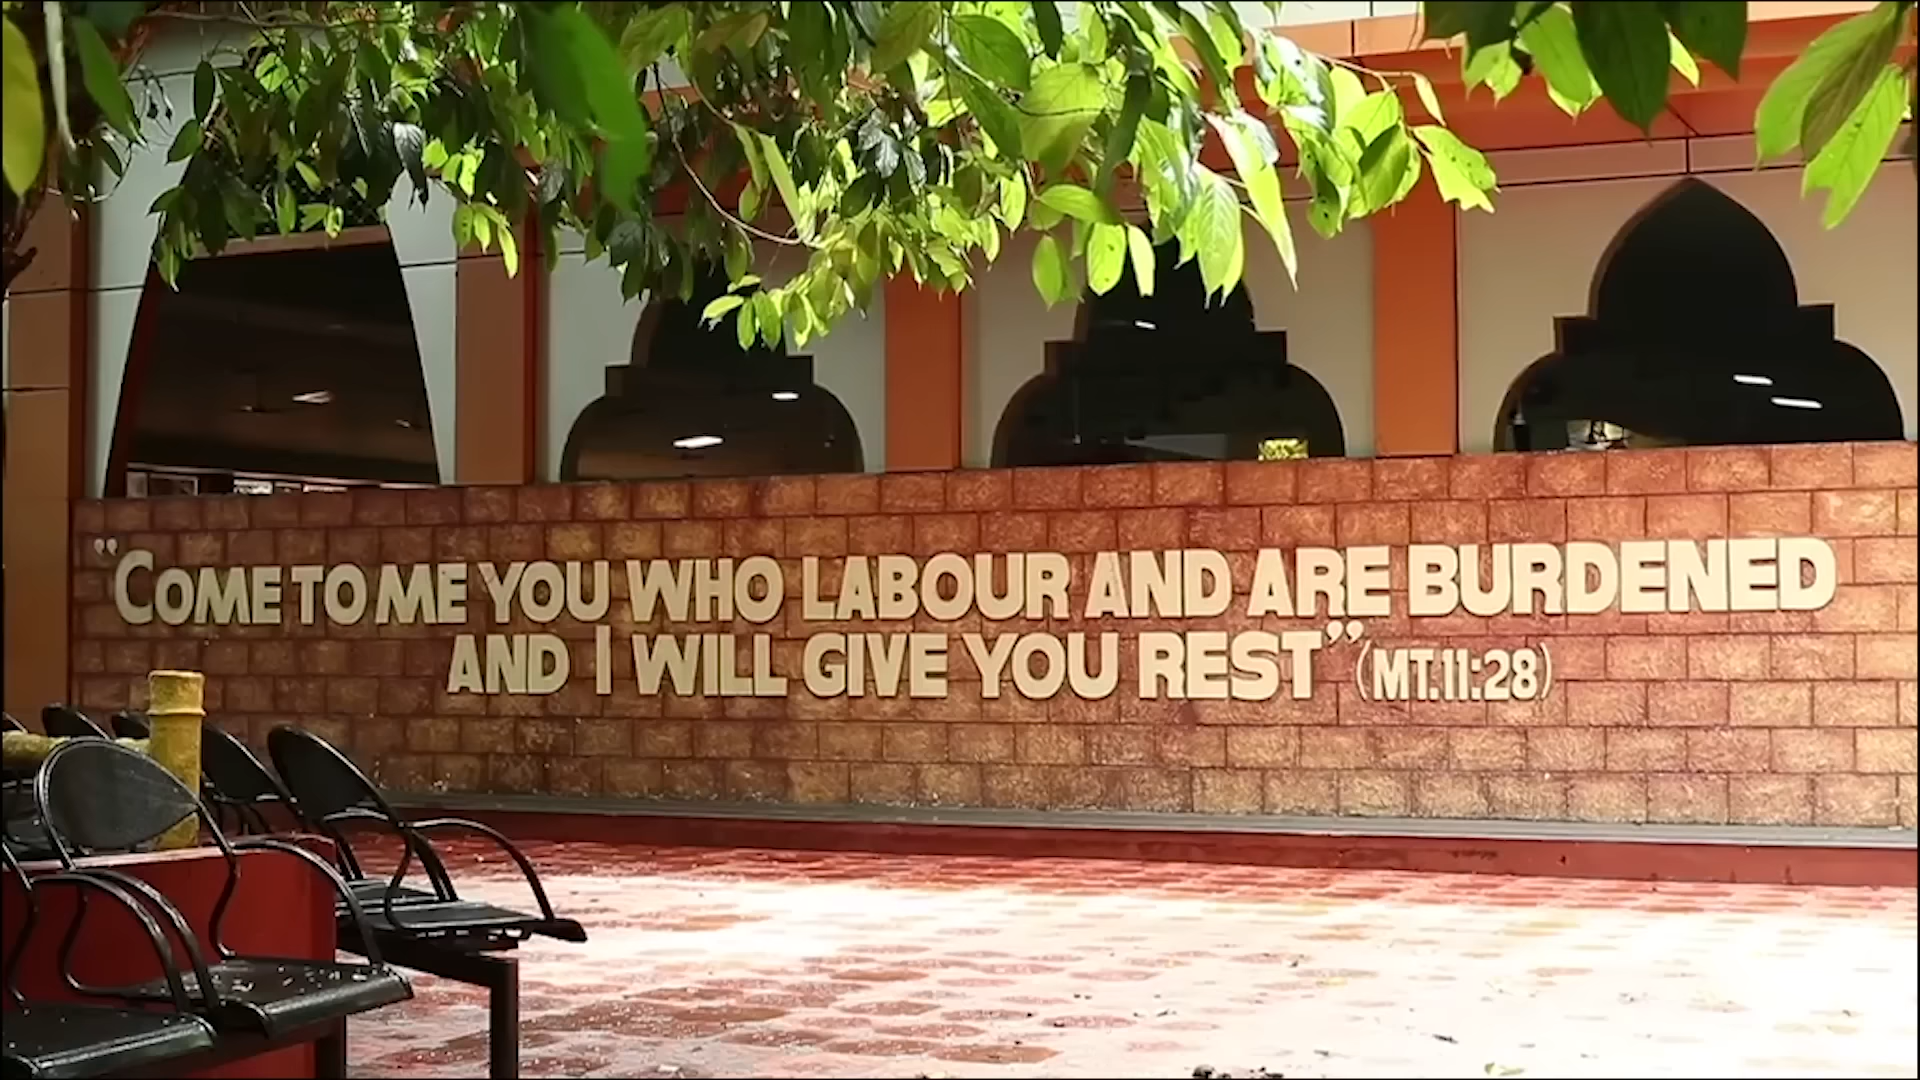 "COME TO ME YOU WHO LABOUR AND ARE BURDENED
AND I WILL GIVE YOU REST" (MT.11:28)